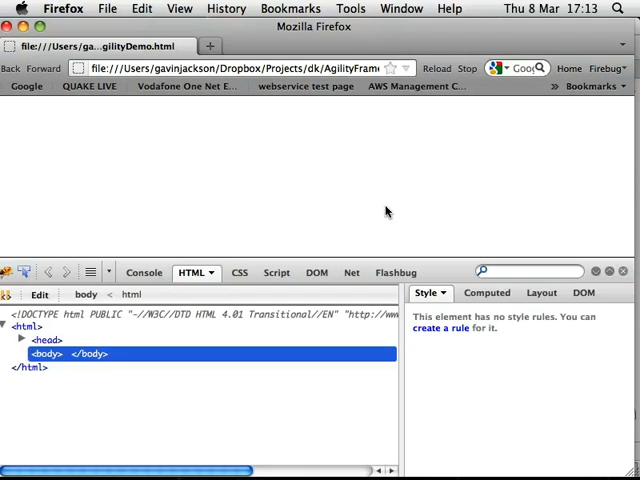 Firefox File Edit View History Bookmarks Tools Window Help Thu 8 Mar 17:13
Mozilla Firefox
file:///Users/ga...gilityDemo.html
Back Forward file:///Users/gavinjackson/Dropbox/Projects/dk/AgilityFrame Reload Stop Goog Home Firebug
Google QUAKE LIVE Vodafone One Net E... webservice test page AWS Management C... » Bookmarks
Console HTML CSS Script DOM Net Flashbug
Edit body < html
Style Computed Layout DOM
<!DOCTYPE html PUBLIC "-//W3C//DTD HTML 4.01 Transitional//EN" "http://www
<html>
<head>
<body> </body>
</html>
This element has no style rules. You can
create a rule for it.